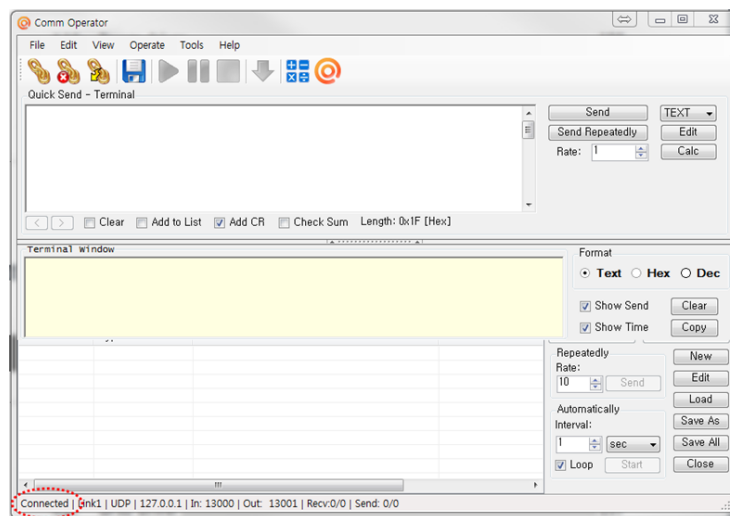 Comm Operator
File Edit View Operate Tools Help
Quick Send - Terminal
Send TEXT
Send Repeatedly Edit
Rate: 1 Calc
< > Clear Add to List Add CR Check Sum Length: 0x1F [Hex]
Terminal Window
Format
Text Hex Dec
Show Send Clear
Show Time Copy
Repeatedly New
Rate:
10 Send Edit
Load
Automatically
Interval: Save As
1 sec Save All
Loop Start Close
Connected | | UDP | 127.0.0.1 | In: 13000 | Out: 13001 | Recv:0/0 | Send: 0/0